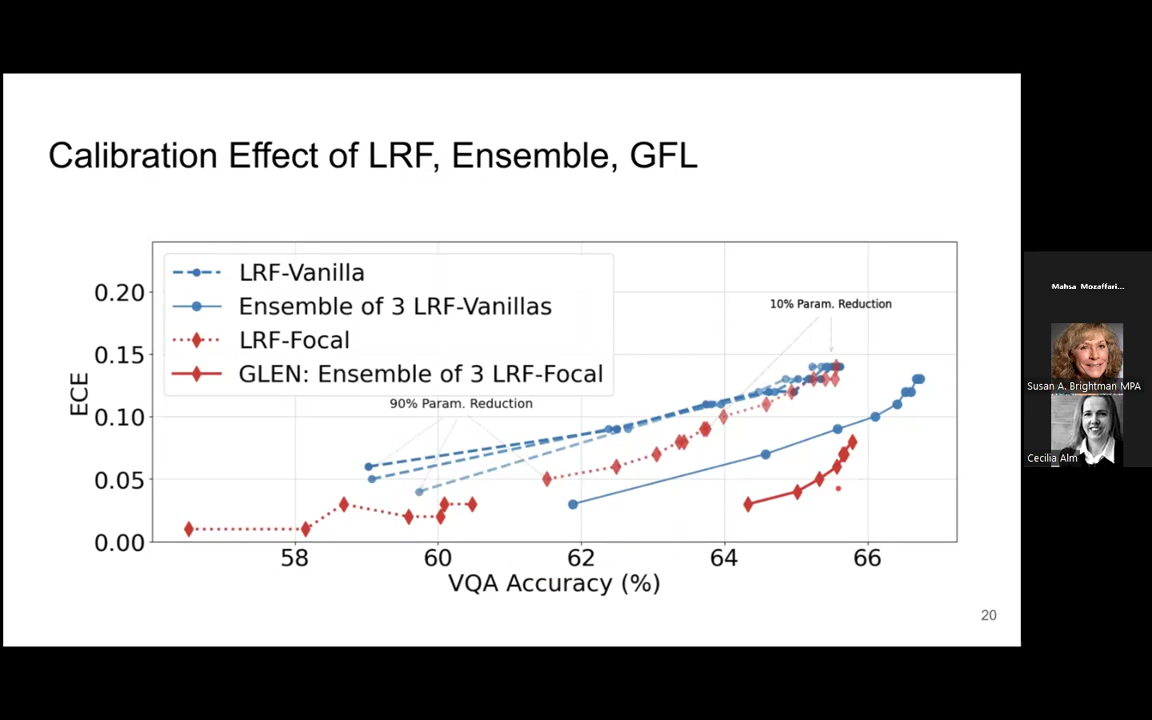 Calibration Effect of LRF, Ensemble, GFL
LRF-Vanilla
Ensemble of 3 LRF-Vanillas
LRF-Focal
GLEN: Ensemble of 3 LRF-Focal
10% Param. Reduction
90% Param. Reduction
ECE
0.20
0.15
0.10
0.05
0.00
58 60 62 64 66
VQA Accuracy (%)
20
Mahsa Mozaffari...
Susan A. Brightman MPA
Cecilia Alm